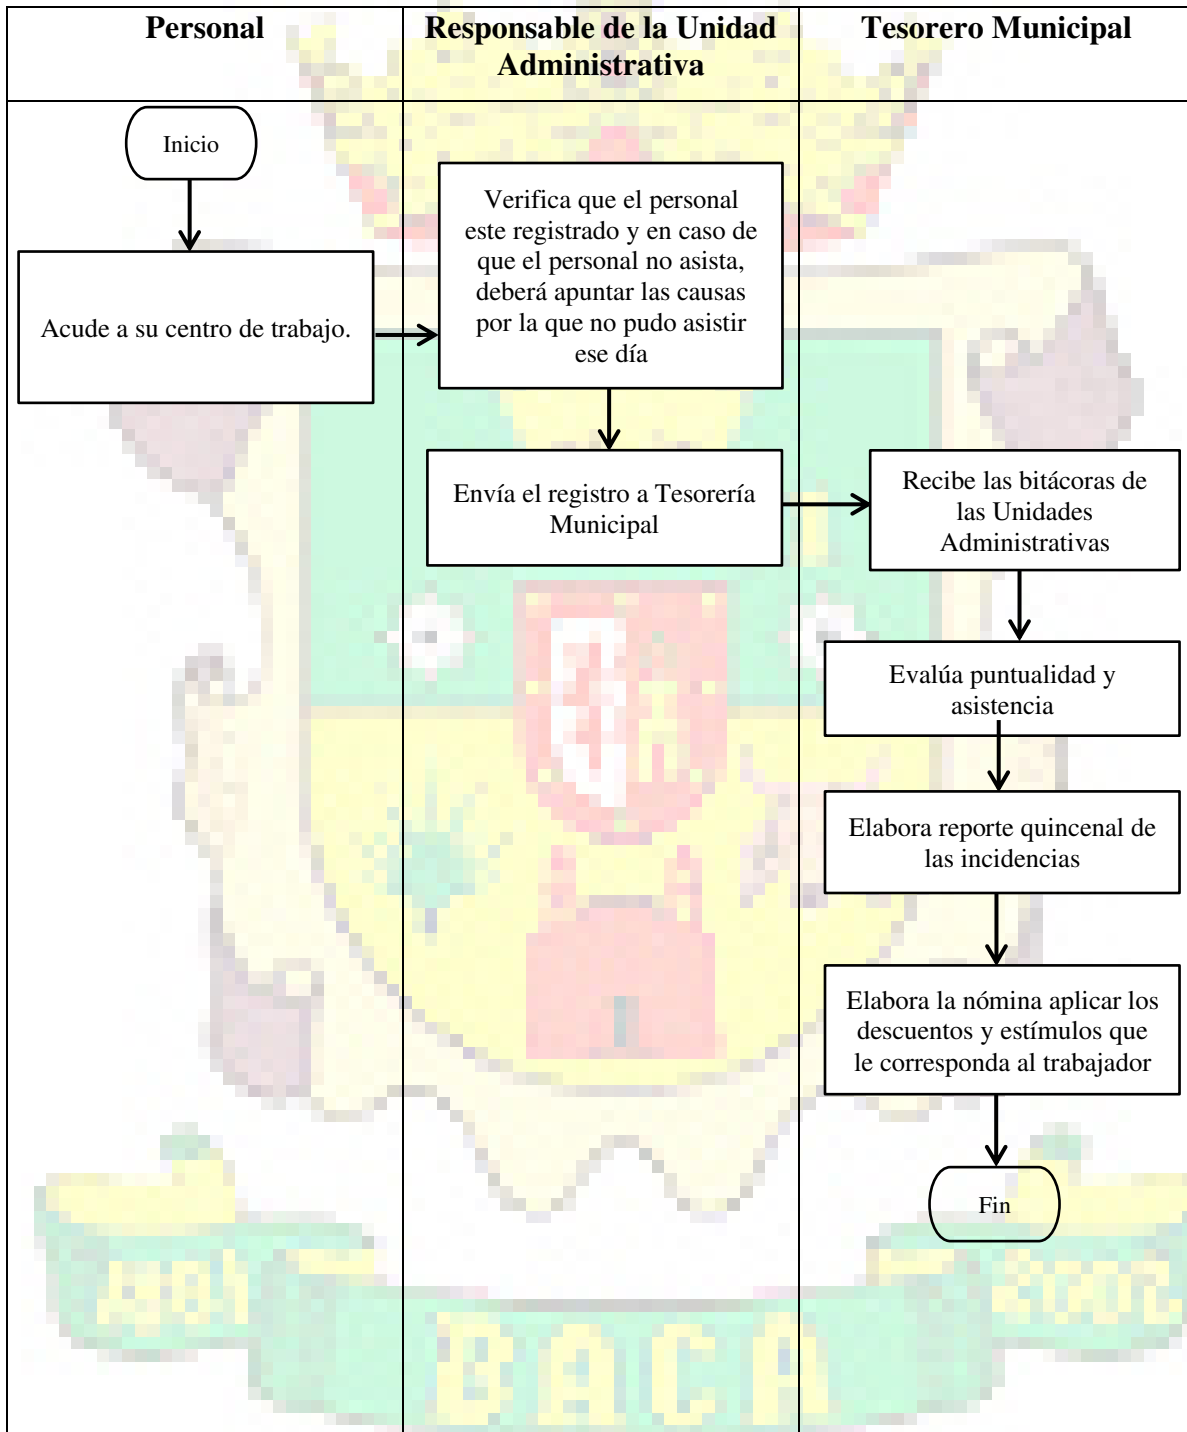 Personal
Responsable de la Unidad
Administrativa
Tesorero Municipal
Inicio
Acude a su centro de trabajo.
Verifica que el personal
este registrado y en caso de
que el personal no asista,
deberá apuntar las causas
por la que no pudo asistir
ese día
Envía el registro a Tesorería
Municipal
Recibe las bitácoras de
las Unidades
Administrativas
Evalúa puntualidad y
asistencia
Elabora reporte quincenal de
las incidencias
Elabora la nómina aplicar los
descuentos y estímulos que
le corresponda al trabajador
Fin
BACA